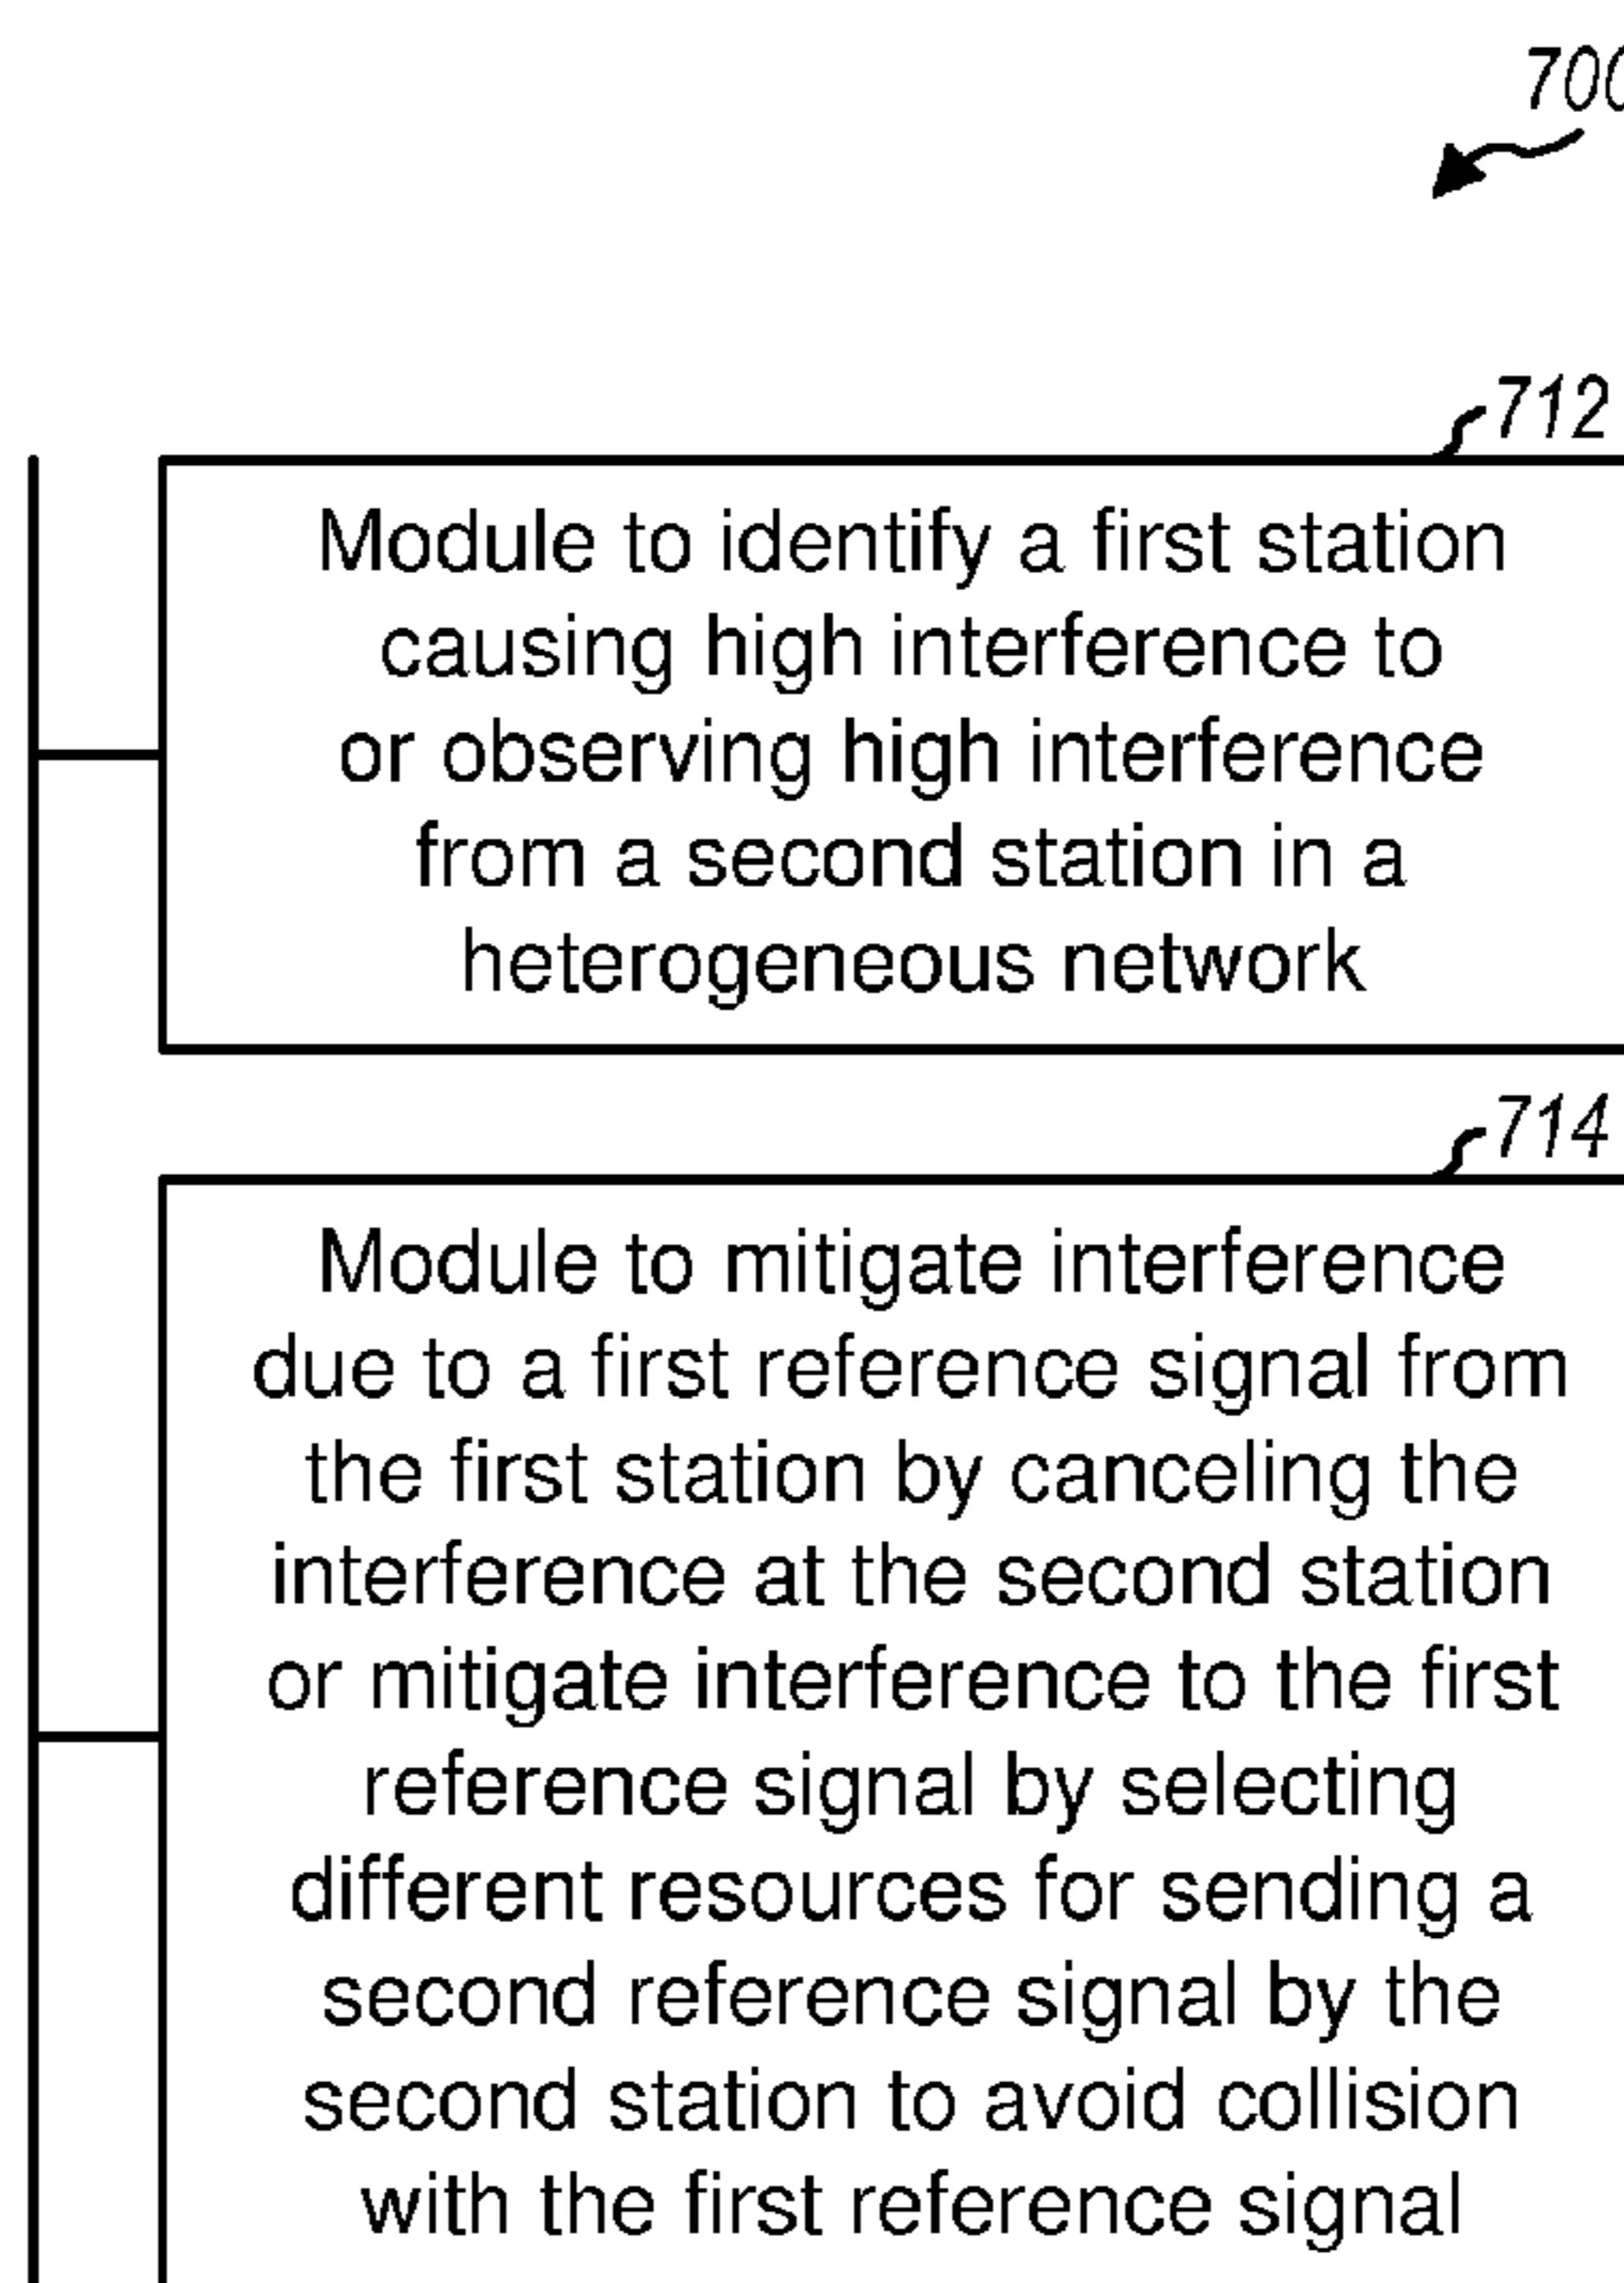 700
712
Module to identify a first station
causing high interference to
or observing high interference
from a second station in a
heterogeneous network
714
Module to mitigate interference
due to a first reference signal from
the first station by canceling the
interference at the second station
or mitigate interference to the first
reference signal by selecting
different resources for sending a
second reference signal by the
second station to avoid collision
with the first reference signal